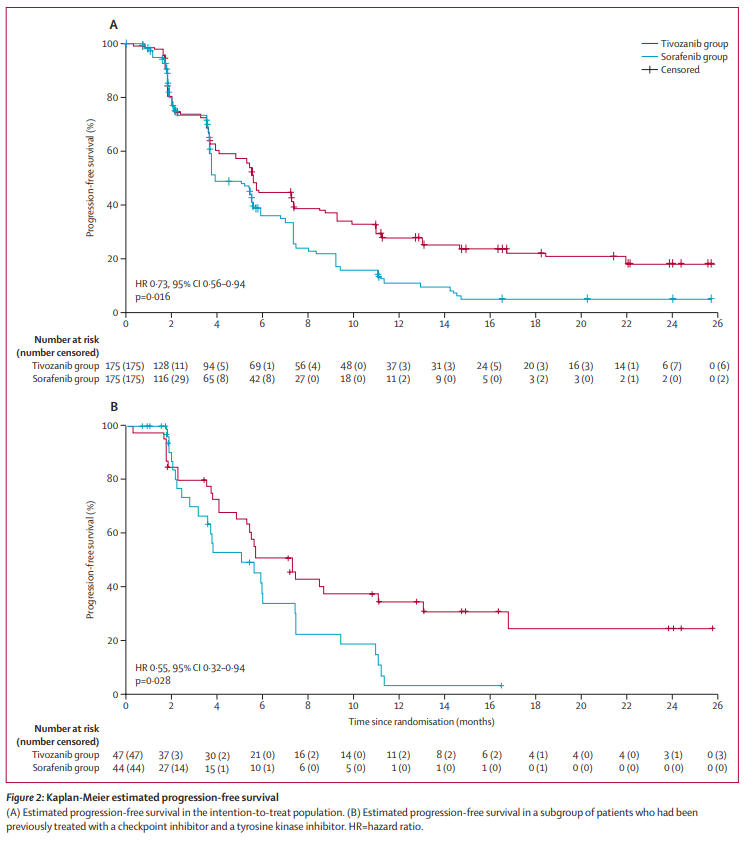 A
Tivozanib group
Sorafenib group
Censored
100
80
60
40
20
0
Progression-free survival (%)
HR 0·73, 95% CI 0·56–0·94
p=0·016
0 2 4 6 8 10 12 14 16 18 20 22 24 26
Number at risk
(number censored)
Tivozanib group 175 (175) 128 (11) 94 (5) 69 (1) 56 (4) 48 (0) 37 (3) 31 (3) 24 (5) 20 (3) 16 (3) 14 (1) 6 (7) 0 (6)
Sorafenib group 175 (175) 116 (29) 65 (8) 42 (8) 27 (0) 18 (0) 11 (2) 9 (0) 5 (0) 3 (2) 3 (0) 2 (1) 2 (0) 0 (2)
B
100
80
60
40
20
0
Progression-free survival (%)
HR 0·55, 95% CI 0·32–0·94
p=0·028
0 2 4 6 8 10 12 14 16 18 20 22 24 26
Time since randomisation (months)
Number at risk
(number censored)
Tivozanib group 47 (47) 37 (3) 30 (2) 21 (0) 16 (2) 14 (0) 11 (2) 8 (2) 6 (2) 4 (1) 4 (0) 4 (0) 3 (1) 0 (3)
Sorafenib group 44 (44) 27 (14) 15 (1) 10 (1) 6 (0) 5 (0) 1 (0) 1 (0) 1 (0) 0 (1) 0 (0) 0 (0) 0 (0) 0 (0)
Figure 2: Kaplan-Meier estimated progression-free survival
(A) Estimated progression-free survival in the intention-to-treat population. (B) Estimated progression-free survival in a subgroup of patients who had been
previously treated with a checkpoint inhibitor and a tyrosine kinase inhibitor. HR=hazard ratio.